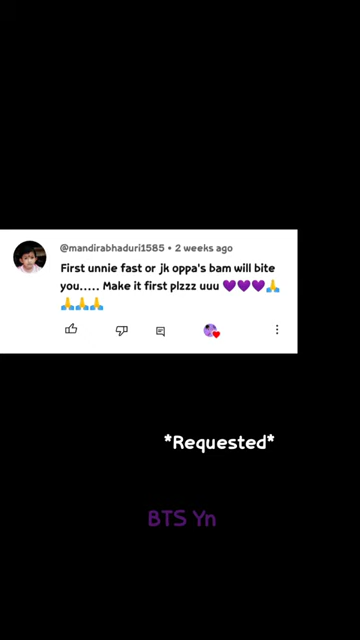 @mandirabhaduri1585 • 2 weeks ago
First unnie fast or jk oppa's bam will bite
you..... Make it first plzzz uuu 💜💜💜🙏
🙏🙏🙏
*Requested*
BTS Yn